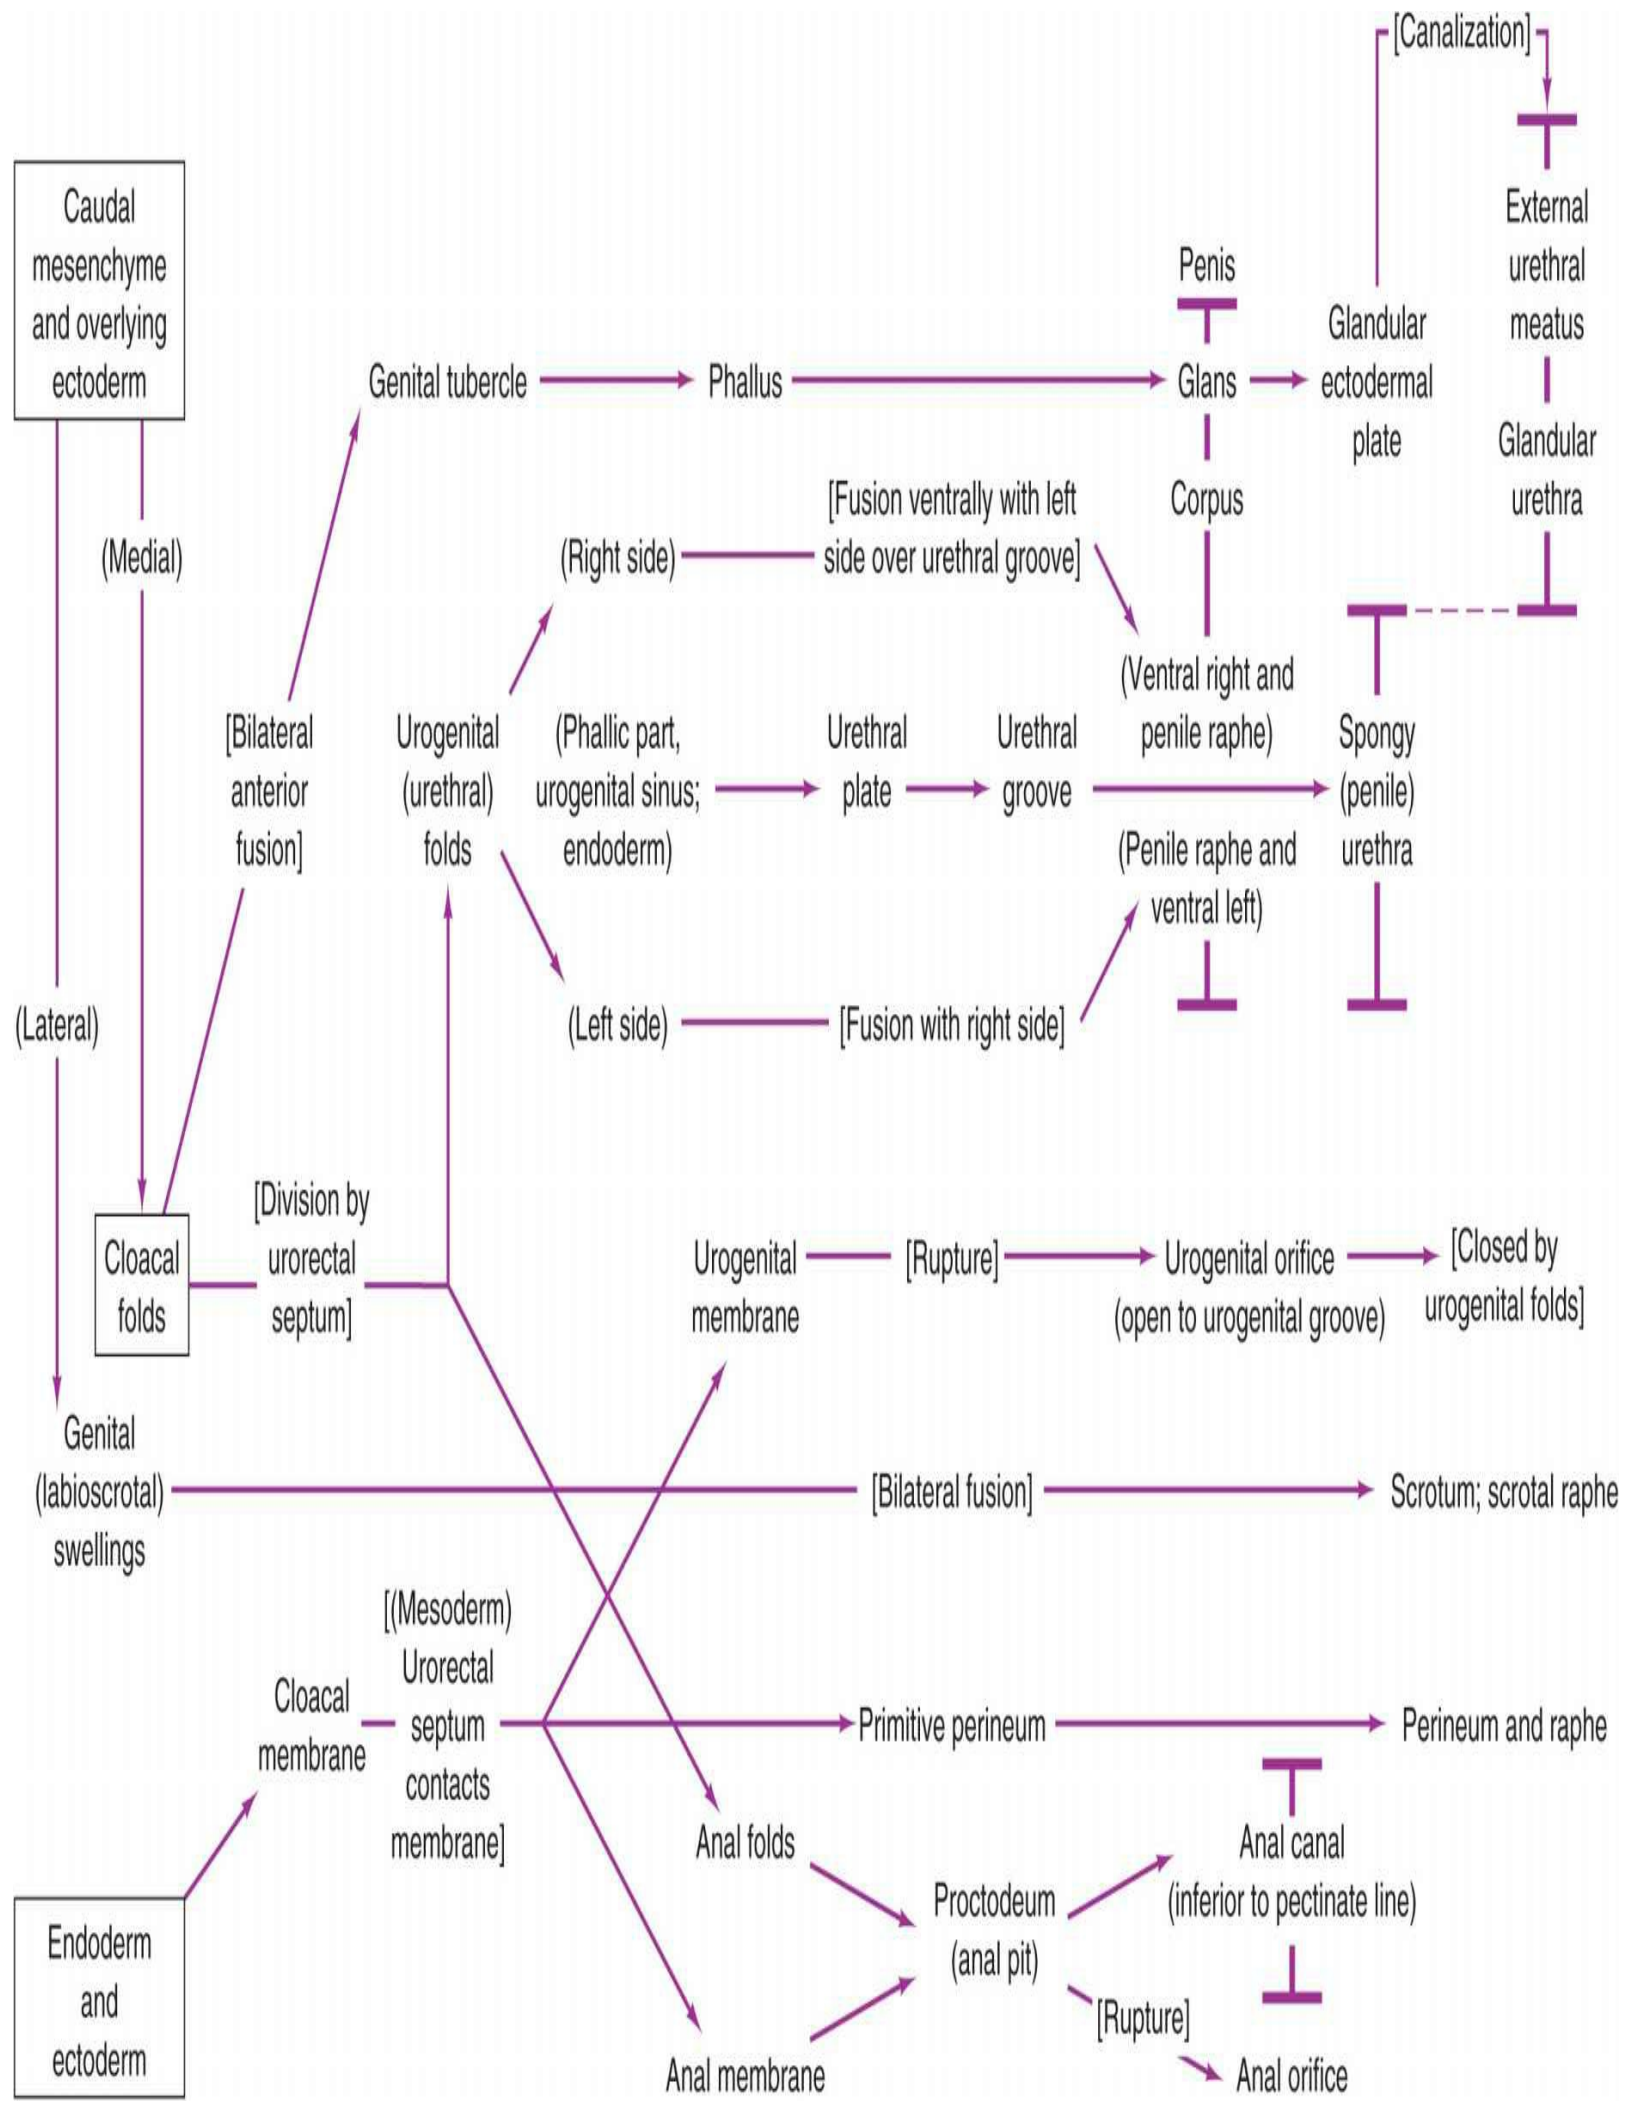 [Canalization]
Caudal
mesenchyme
and overlying
ectoderm
External
urethral
meatus
Penis
Genital tubercle
Phallus
Glans
Glandular
ectodermal
plate
Glandular
urethra
Corpus
(Medial)
(Right side)
[Fusion ventrally with left
side over urethral groove]
(Ventral right and
penile raphe)
[Bilateral
anterior
fusion]
Urogenital
(urethral)
folds
(Phallic part,
urogenital sinus;
endoderm)
Urethral
plate
Urethral
groove
Spongy
(penile)
urethra
(Penile raphe and
ventral left)
(Lateral)
(Left side)
[Fusion with right side]
Cloacal
folds
[Division by
urorectal
septum]
Urogenital
membrane
[Rupture]
Urogenital orifice
(open to urogenital groove)
[Closed by
urogenital folds]
Genital
(labioscrotal)
swellings
[Bilateral fusion]
Scrotum; scrotal raphe
Cloacal
membrane
[(Mesoderm)
Urorectal
septum
contacts
membrane]
Primitive perineum
Perineum and raphe
Anal folds
Anal canal
(inferior to pectinate line)
Proctodeum
(anal pit)
Endoderm
and
ectoderm
[Rupture]
Anal membrane
Anal orifice